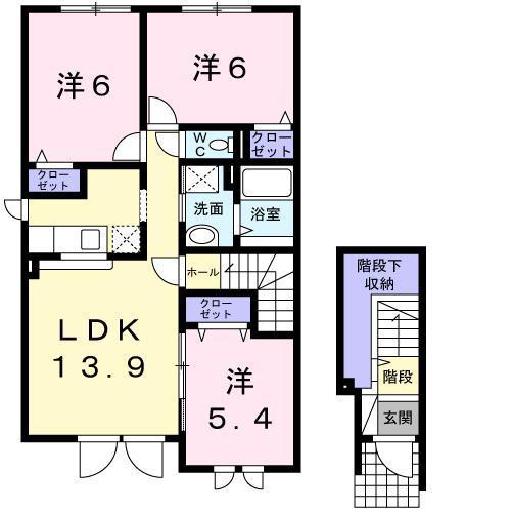 洋6
洋6
WC
クローゼット
クローゼット
洗面
浴室
ホール
クローゼット
LDK
13.9
洋
5.4
階段下
収納
階段
玄関